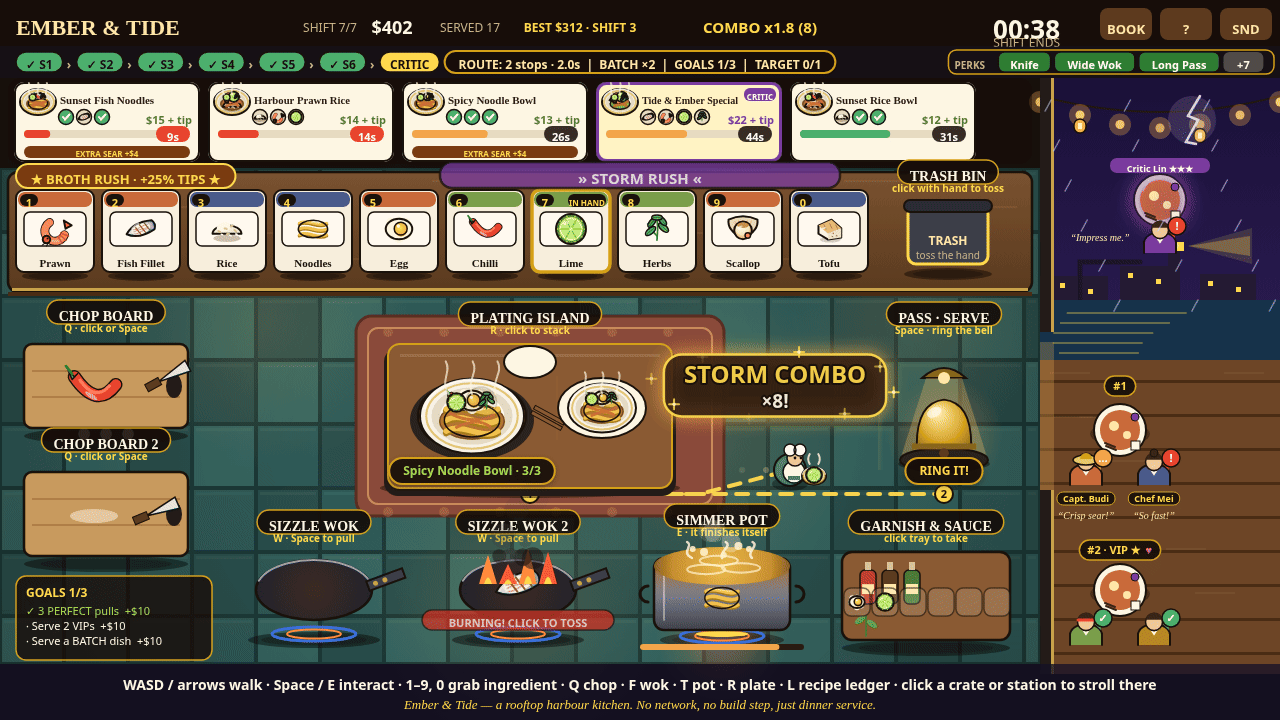 EMBER & TIDE
SHIFT 7/7
$402
SERVED 17
BEST $312 · SHIFT 3
COMBO x1.8 (8)
00:38
SHIFT ENDS
BOOK
?
SND
✓ S1 › ✓ S2 › ✓ S3 › ✓ S4 › ✓ S5 › ✓ S6 › CRITIC
ROUTE: 2 stops · 2.0s | BATCH ×2 | GOALS 1/3 | TARGET 0/1
PERKS
Knife
Wide Wok
Long Pass
+7
Sunset Fish Noodles
$15 + tip
9s
EXTRA SEAR +$4
Harbour Prawn Rice
$14 + tip
14s
Spicy Noodle Bowl
$13 + tip
26s
EXTRA SEAR +$4
Tide & Ember Special
CRITIC
$22 + tip
44s
Sunset Rice Bowl
$12 + tip
31s
★ BROTH RUSH · +25% TIPS ★
» STORM RUSH «
1
Prawn
2
Fish Fillet
3
Rice
4
Noodles
5
Egg
6
Chilli
7
IN HAND
Lime
8
Herbs
9
Scallop
0
Tofu
TRASH BIN
click with hand to toss
TRASH
toss the hand
8
8
Critic Lin ★★★
!
“Impress me.”
CHOP BOARD
Q · click or Space
CHOP BOARD 2
Q · click or Space
PLATING ISLAND
R · click to stack
Spicy Noodle Bowl · 3/3
STORM COMBO
×8!
PASS · SERVE
Space · ring the bell
RING IT!
2
SIZZLE WOK
W · Space to pull
SIZZLE WOK 2
W · Space to pull
BURNING! CLICK TO TOSS
SIMMER POT
E · it finishes itself
GARNISH & SAUCE
click tray to take
#1
...
!
Capt. Budi
Chef Mei
“Crisp sear!”
“So fast!”
#2 · VIP ★ ♥
✓
✓
GOALS 1/3
✓ 3 PERFECT pulls +$10
· Serve 2 VIPs +$10
· Serve a BATCH dish +$10
WASD / arrows walk · Space / E interact · 1–9, 0 grab ingredient · Q chop · F wok · T pot · R plate · L recipe ledger · click a crate or station to stroll there
Ember & Tide — a rooftop harbour kitchen. No network, no build step, just dinner service.